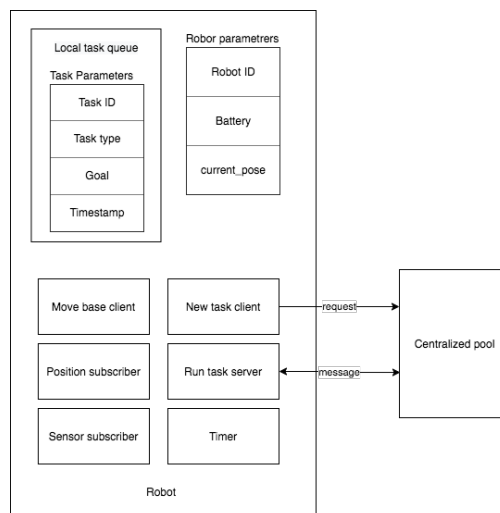 Local task queue
Task Parameters
Task ID
Task type
Goal
Timestamp
Robor parametrers
Robot ID
Battery
current_pose
Move base client
New task client
request
Centralized pool
Position subscriber
Run task server
message
Sensor subscriber
Timer
Robot